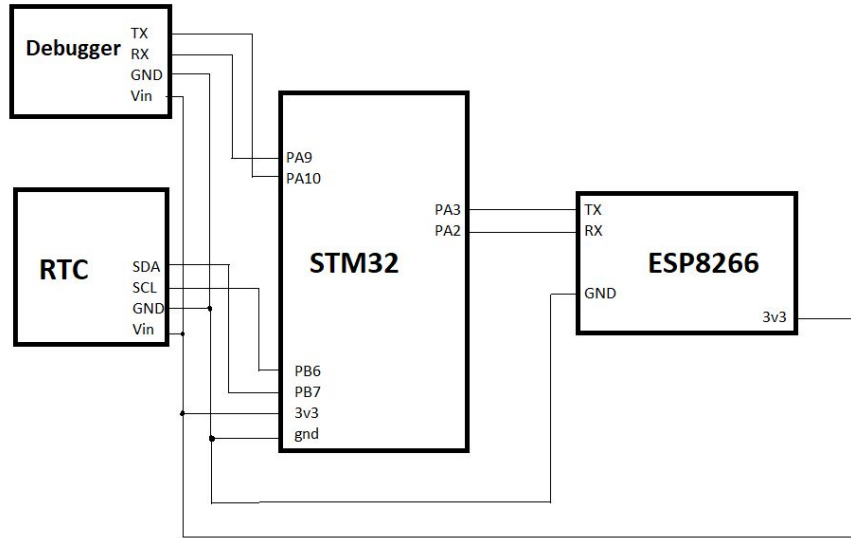 Debugger
TX
RX
GND
Vin
RTC
SDA
SCL
GND
Vin
STM32
PA9
PA10
PA3
PA2
PB6
PB7
3v3
gnd
ESP8266
TX
RX
GND
3v3